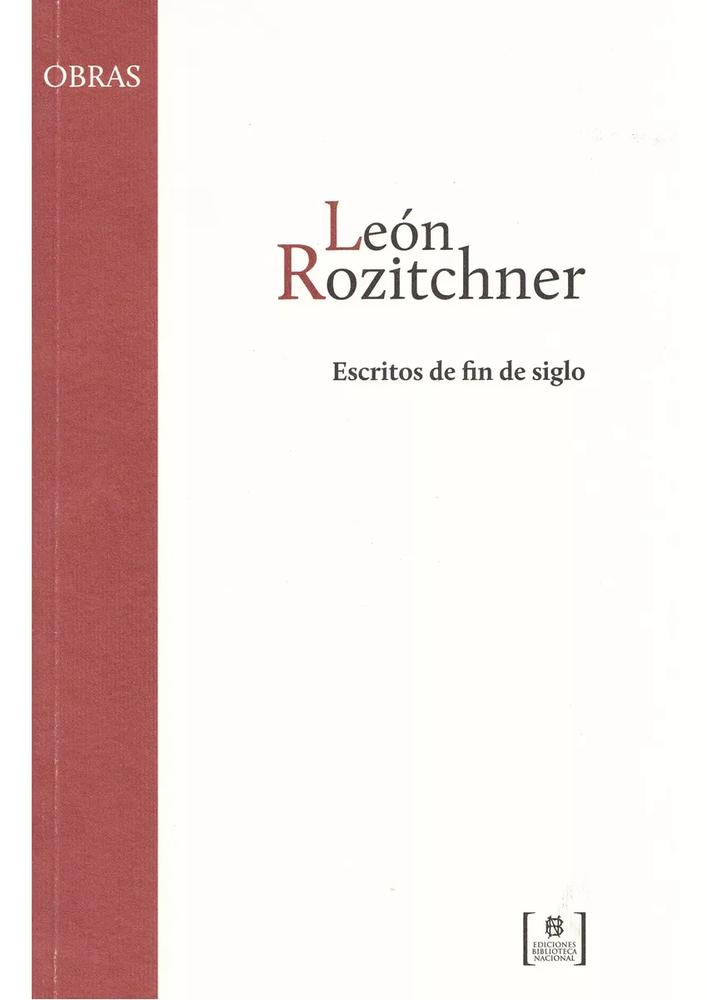 OBRAS
León
Rozitchner
Escritos de fin de siglo
EDICIONES
BIBLIOTECA
NACIONAL